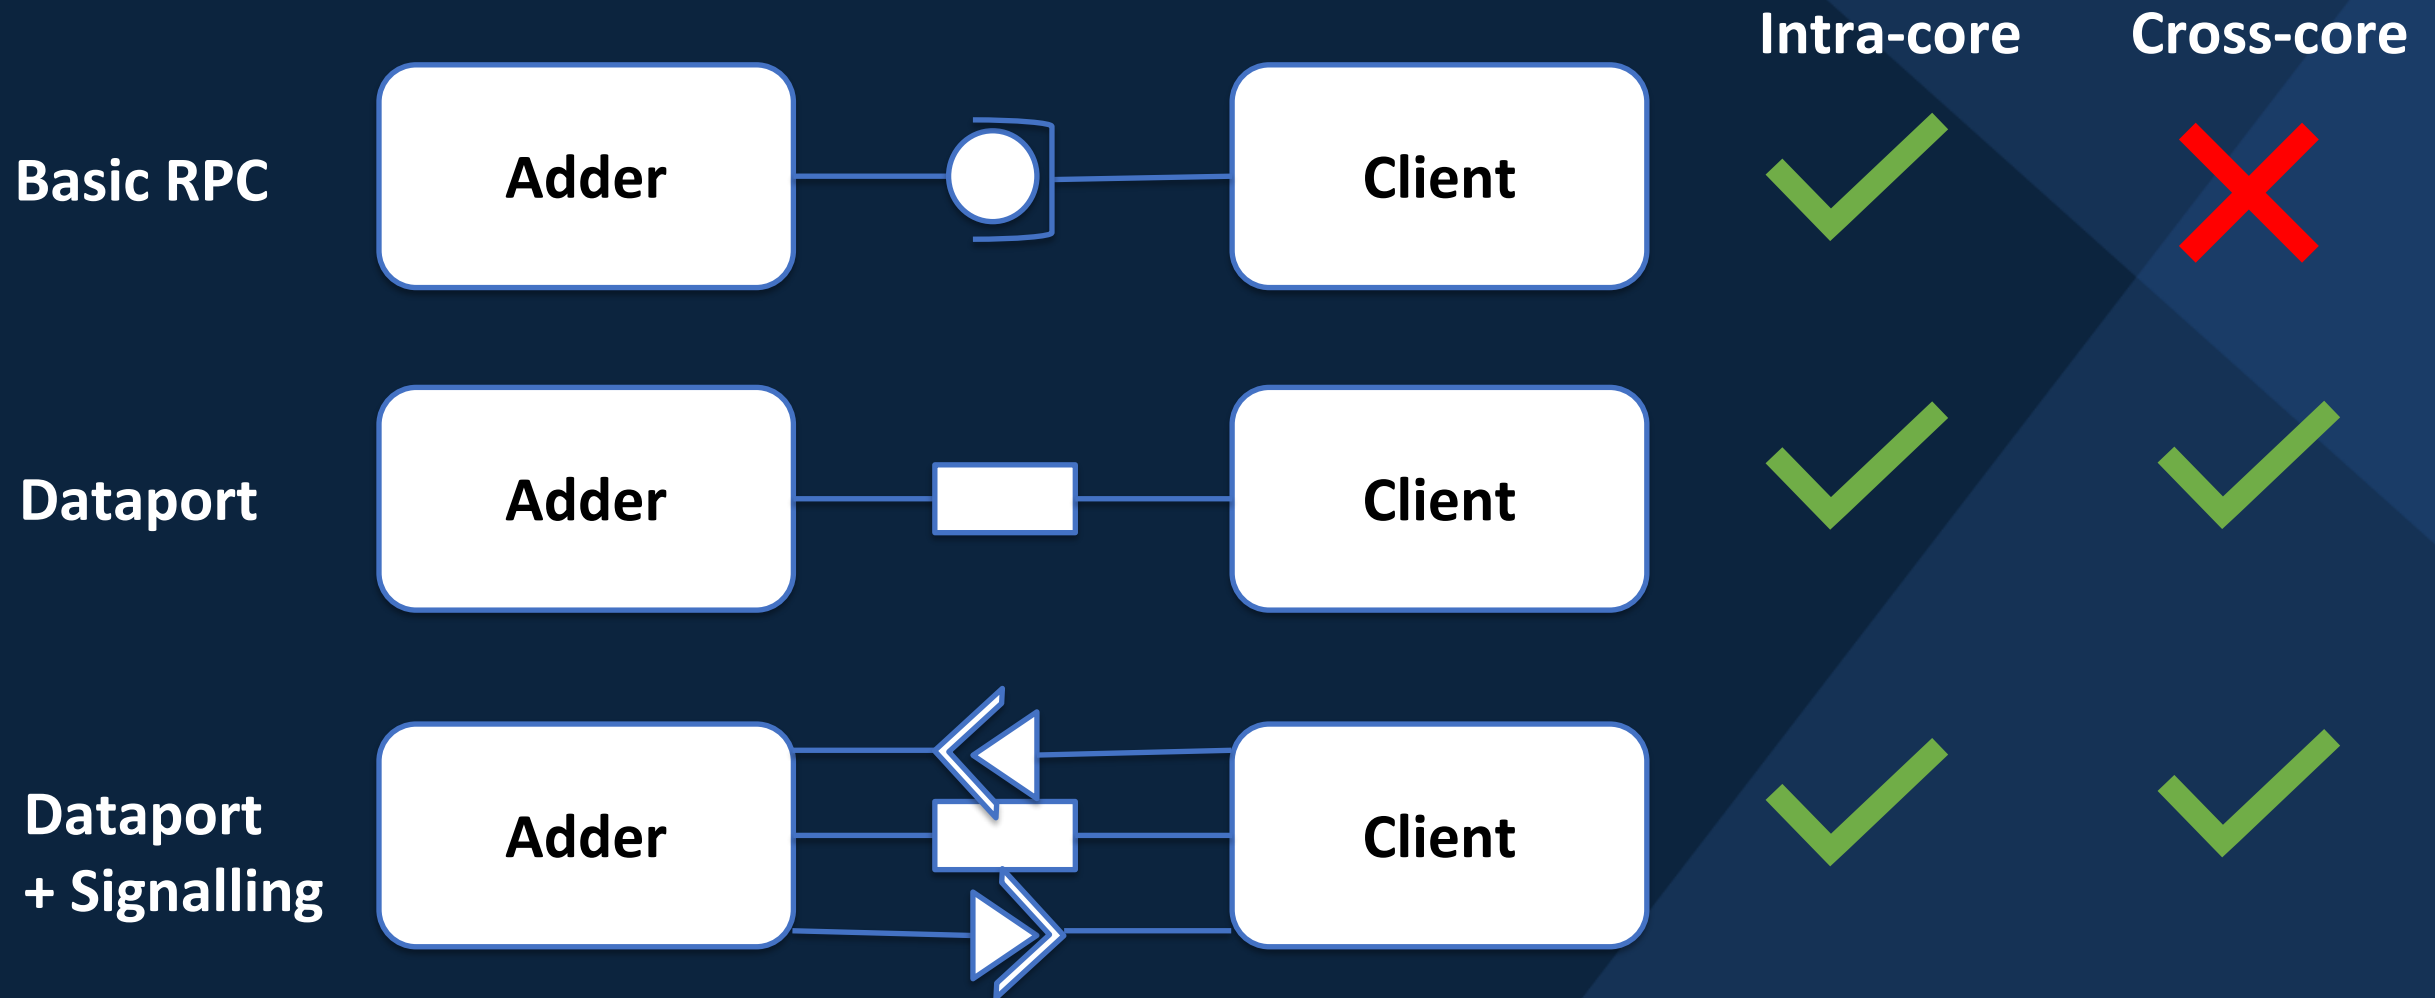 Intra-core Cross-core
Basic RPC Adder Client
Dataport Adder Client
Dataport
Adder Client
+ Signalling